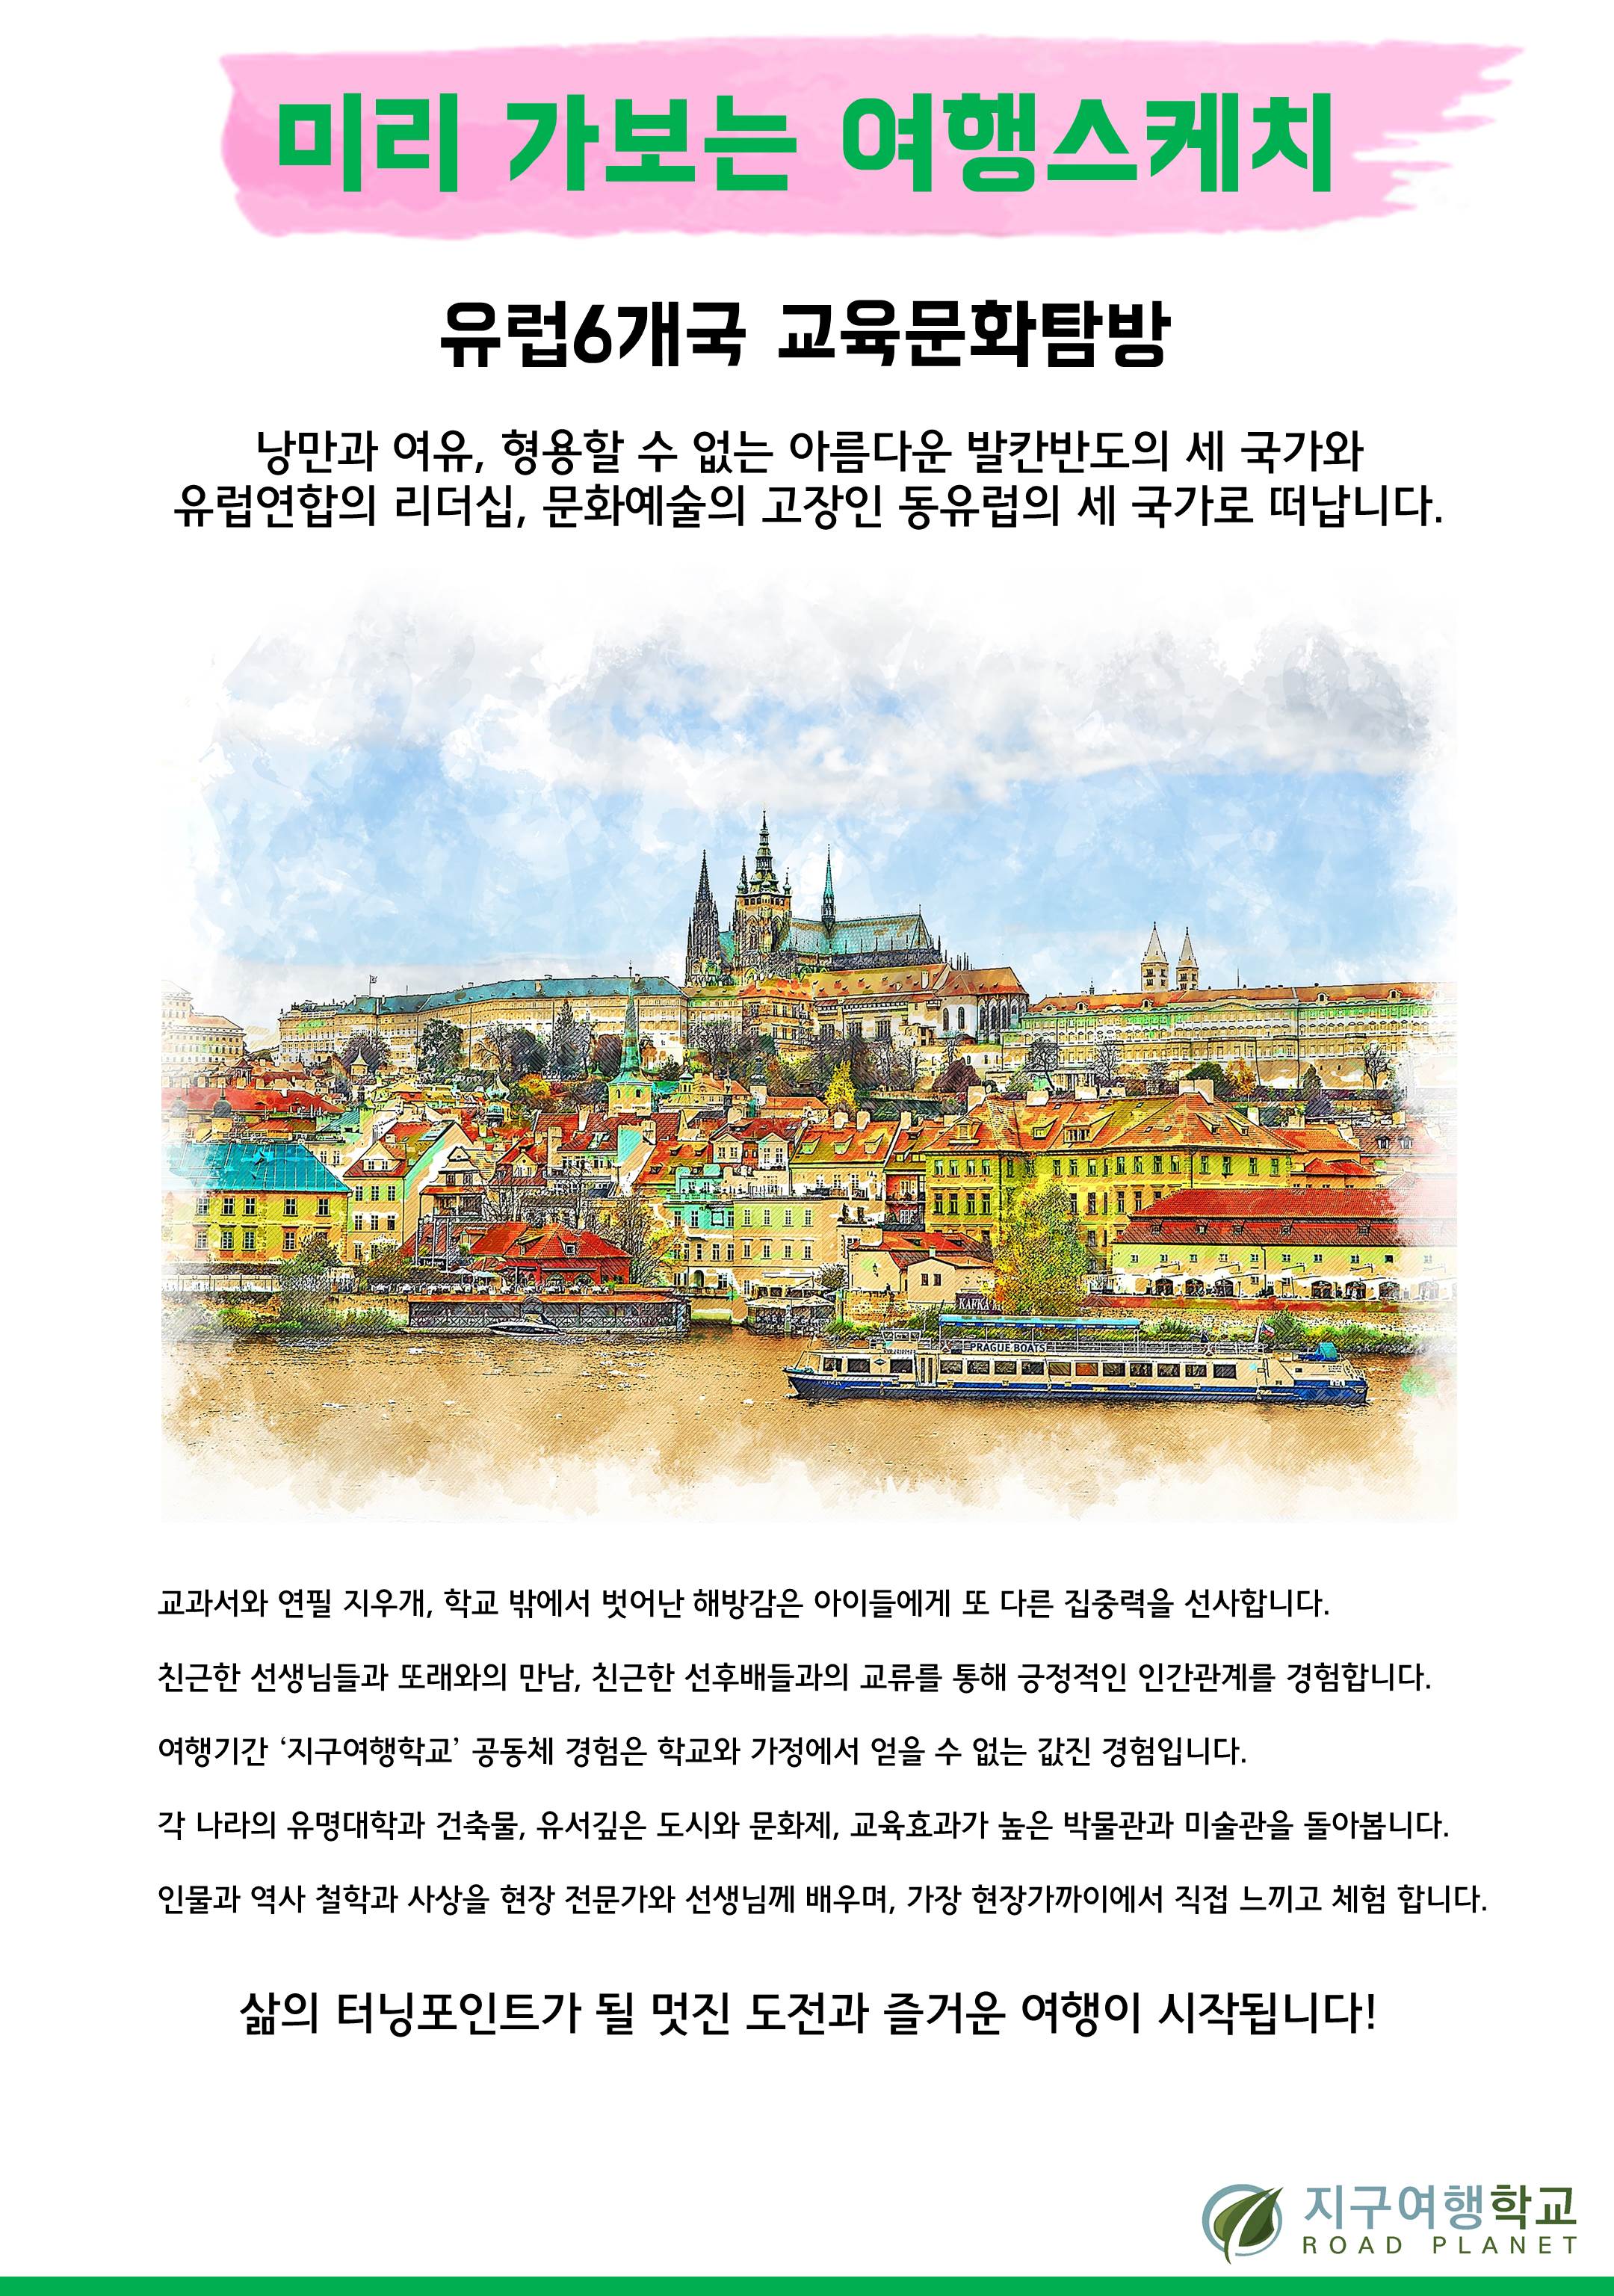 미리 가보는 여행스케치
유럽6개국 교육문화탐방
낭만과 여유, 형용할 수 없는 아름다운 발칸반도의 세 국가와
유럽연합의 리더십, 문화예술의 고장인 동유럽의 세 국가로 떠납니다.
KAFKA
PRAGUE BOATS
교과서와 연필 지우개, 학교 밖에서 벗어난 해방감은 아이들에게 또 다른 집중력을 선사합니다.
친근한 선생님들과 또래와의 만남, 친근한 선후배들과의 교류를 통해 긍정적인 인간관계를 경험합니다.
여행기간 ‘지구여행학교’ 공동체 경험은 학교와 가정에서 얻을 수 없는 값진 경험입니다.
각 나라의 유명대학과 건축물, 유서깊은 도시와 문화제, 교육효과가 높은 박물관과 미술관을 돌아봅니다.
인물과 역사 철학과 사상을 현장 전문가와 선생님께 배우며, 가장 현장가까이에서 직접 느끼고 체험 합니다.
삶의 터닝포인트가 될 멋진 도전과 즐거운 여행이 시작됩니다!
지구여행학교
ROAD PLANET